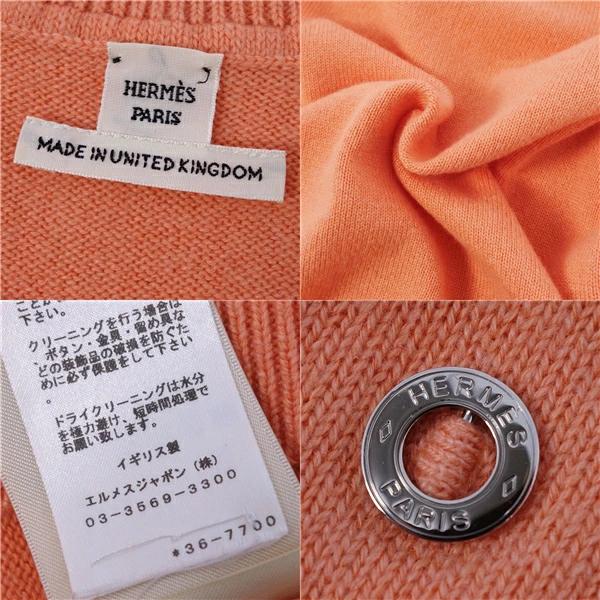 HERMÈS
PARIS
MADE IN UNITED KINGDOM
下さい。
クリーニングを行う場合は
ボタン・金具・留め具な
どの装飾品の破損を防ぐた
めに必ず保護をして下さい
。
ドライクリーニングは水分
を極力避け、短時間処理で
お願い致します。
イギリス製
エルメスジャポン（株）
03-3569-3300
*36-7700
HERMES
PARIS